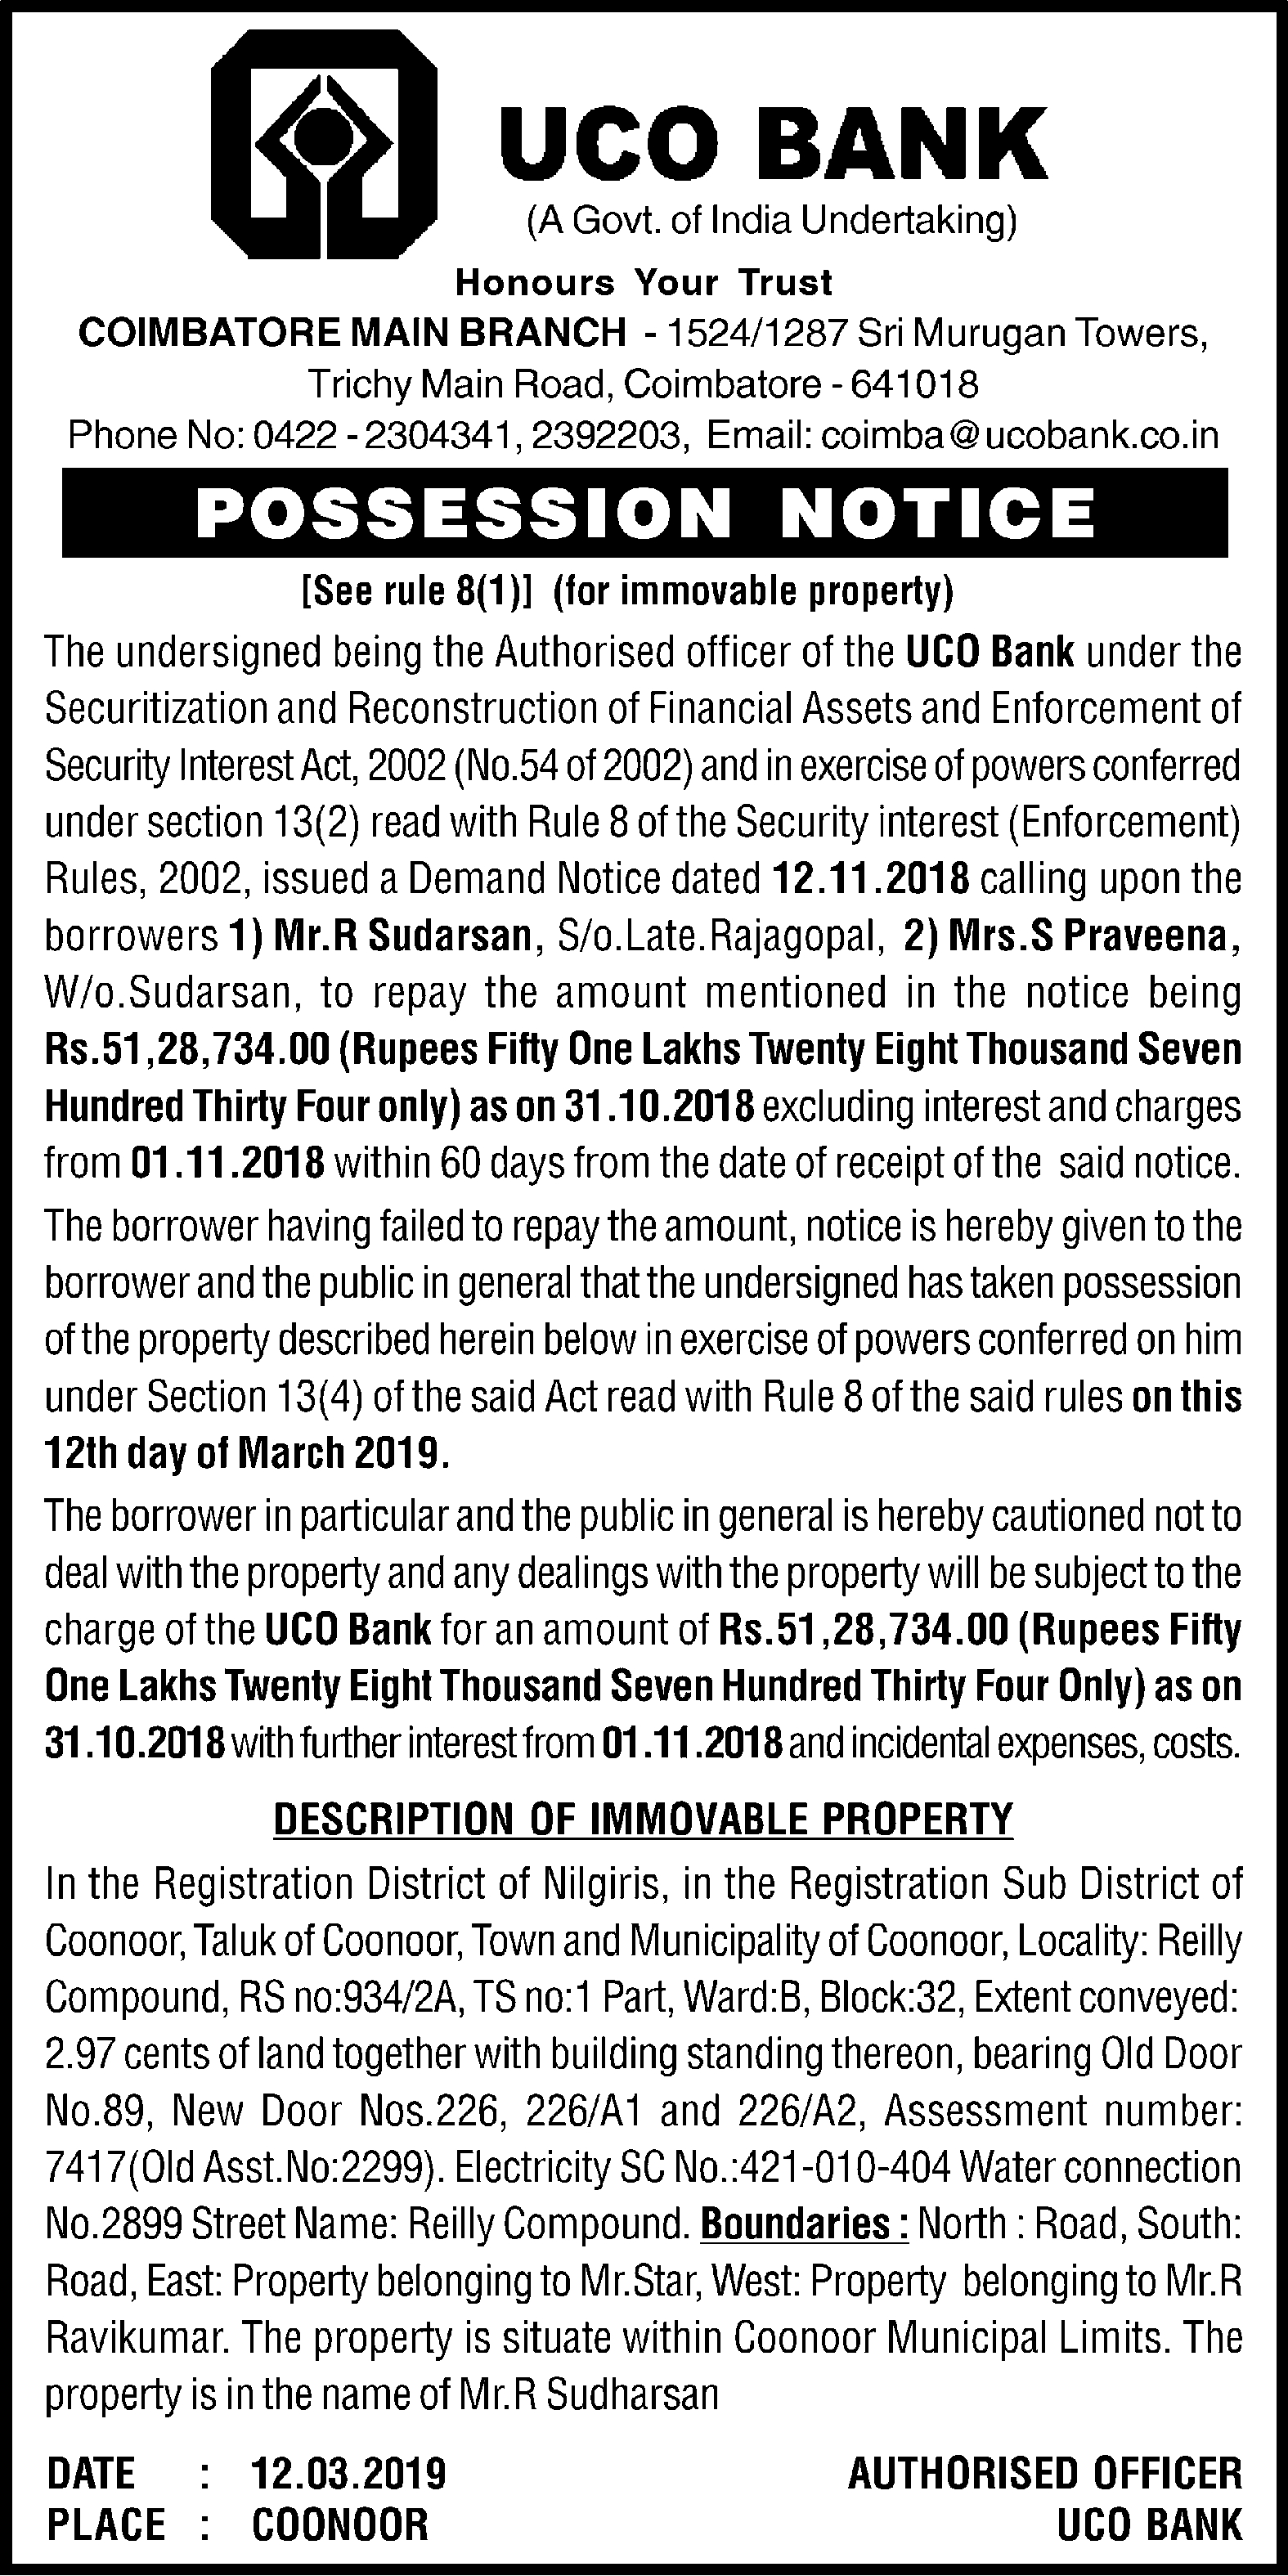 UCO BANK
(A Govt. of India Undertaking)
Honours Your Trust
COIMBATORE MAIN BRANCH - 1524/1287 Sri Murugan Towers,
Trichy Main Road, Coimbatore - 641018
Phone No: 0422 - 2304341, 2392203, Email: coimba@ucobank.co.in
POSSESSION NOTICE
[See rule 8(1)] (for immovable property)
The undersigned being the Authorised officer of the UCO Bank under the
Securitization and Reconstruction of Financial Assets and Enforcement of
Security Interest Act, 2002 (No.54 of 2002) and in exercise of powers conferred
under section 13(2) read with Rule 8 of the Security interest (Enforcement)
Rules, 2002, issued a Demand Notice dated 12.11.2018 calling upon the
borrowers 1) Mr.R Sudarsan, S/o.Late.Rajagopal, 2) Mrs.S Praveena,
W/o.Sudarsan, to repay the amount mentioned in the notice being
Rs.51,28,734.00 (Rupees Fifty One Lakhs Twenty Eight Thousand Seven
Hundred Thirty Four only) as on 31.10.2018 excluding interest and charges
from 01.11.2018 within 60 days from the date of receipt of the said notice.
The borrower having failed to repay the amount, notice is hereby given to the
borrower and the public in general that the undersigned has taken possession
of the property described herein below in exercise of powers conferred on him
under Section 13(4) of the said Act read with Rule 8 of the said rules on this
12th day of March 2019.
The borrower in particular and the public in general is hereby cautioned not to
deal with the property and any dealings with the property will be subject to the
charge of the UCO Bank for an amount of Rs.51,28,734.00 (Rupees Fifty
One Lakhs Twenty Eight Thousand Seven Hundred Thirty Four Only) as on
31.10.2018 with further interest from 01.11.2018 and incidental expenses, costs.
DESCRIPTION OF IMMOVABLE PROPERTY
In the Registration District of Nilgiris, in the Registration Sub District of
Coonoor, Taluk of Coonoor, Town and Municipality of Coonoor, Locality: Reilly
Compound, RS no:934/2A, TS no:1 Part, Ward:B, Block:32, Extent conveyed:
2.97 cents of land together with building standing thereon, bearing Old Door
No.89, New Door Nos.226, 226/A1 and 226/A2, Assessment number:
7417(Old Asst.No:2299). Electricity SC No.:421-010-404 Water connection
No.2899 Street Name: Reilly Compound. Boundaries : North : Road, South:
Road, East: Property belonging to Mr.Star, West: Property belonging to Mr.R
Ravikumar. The property is situate within Coonoor Municipal Limits. The
property is in the name of Mr.R Sudharsan
DATE : 12.03.2019 AUTHORISED OFFICER
PLACE : COONOOR UCO BANK